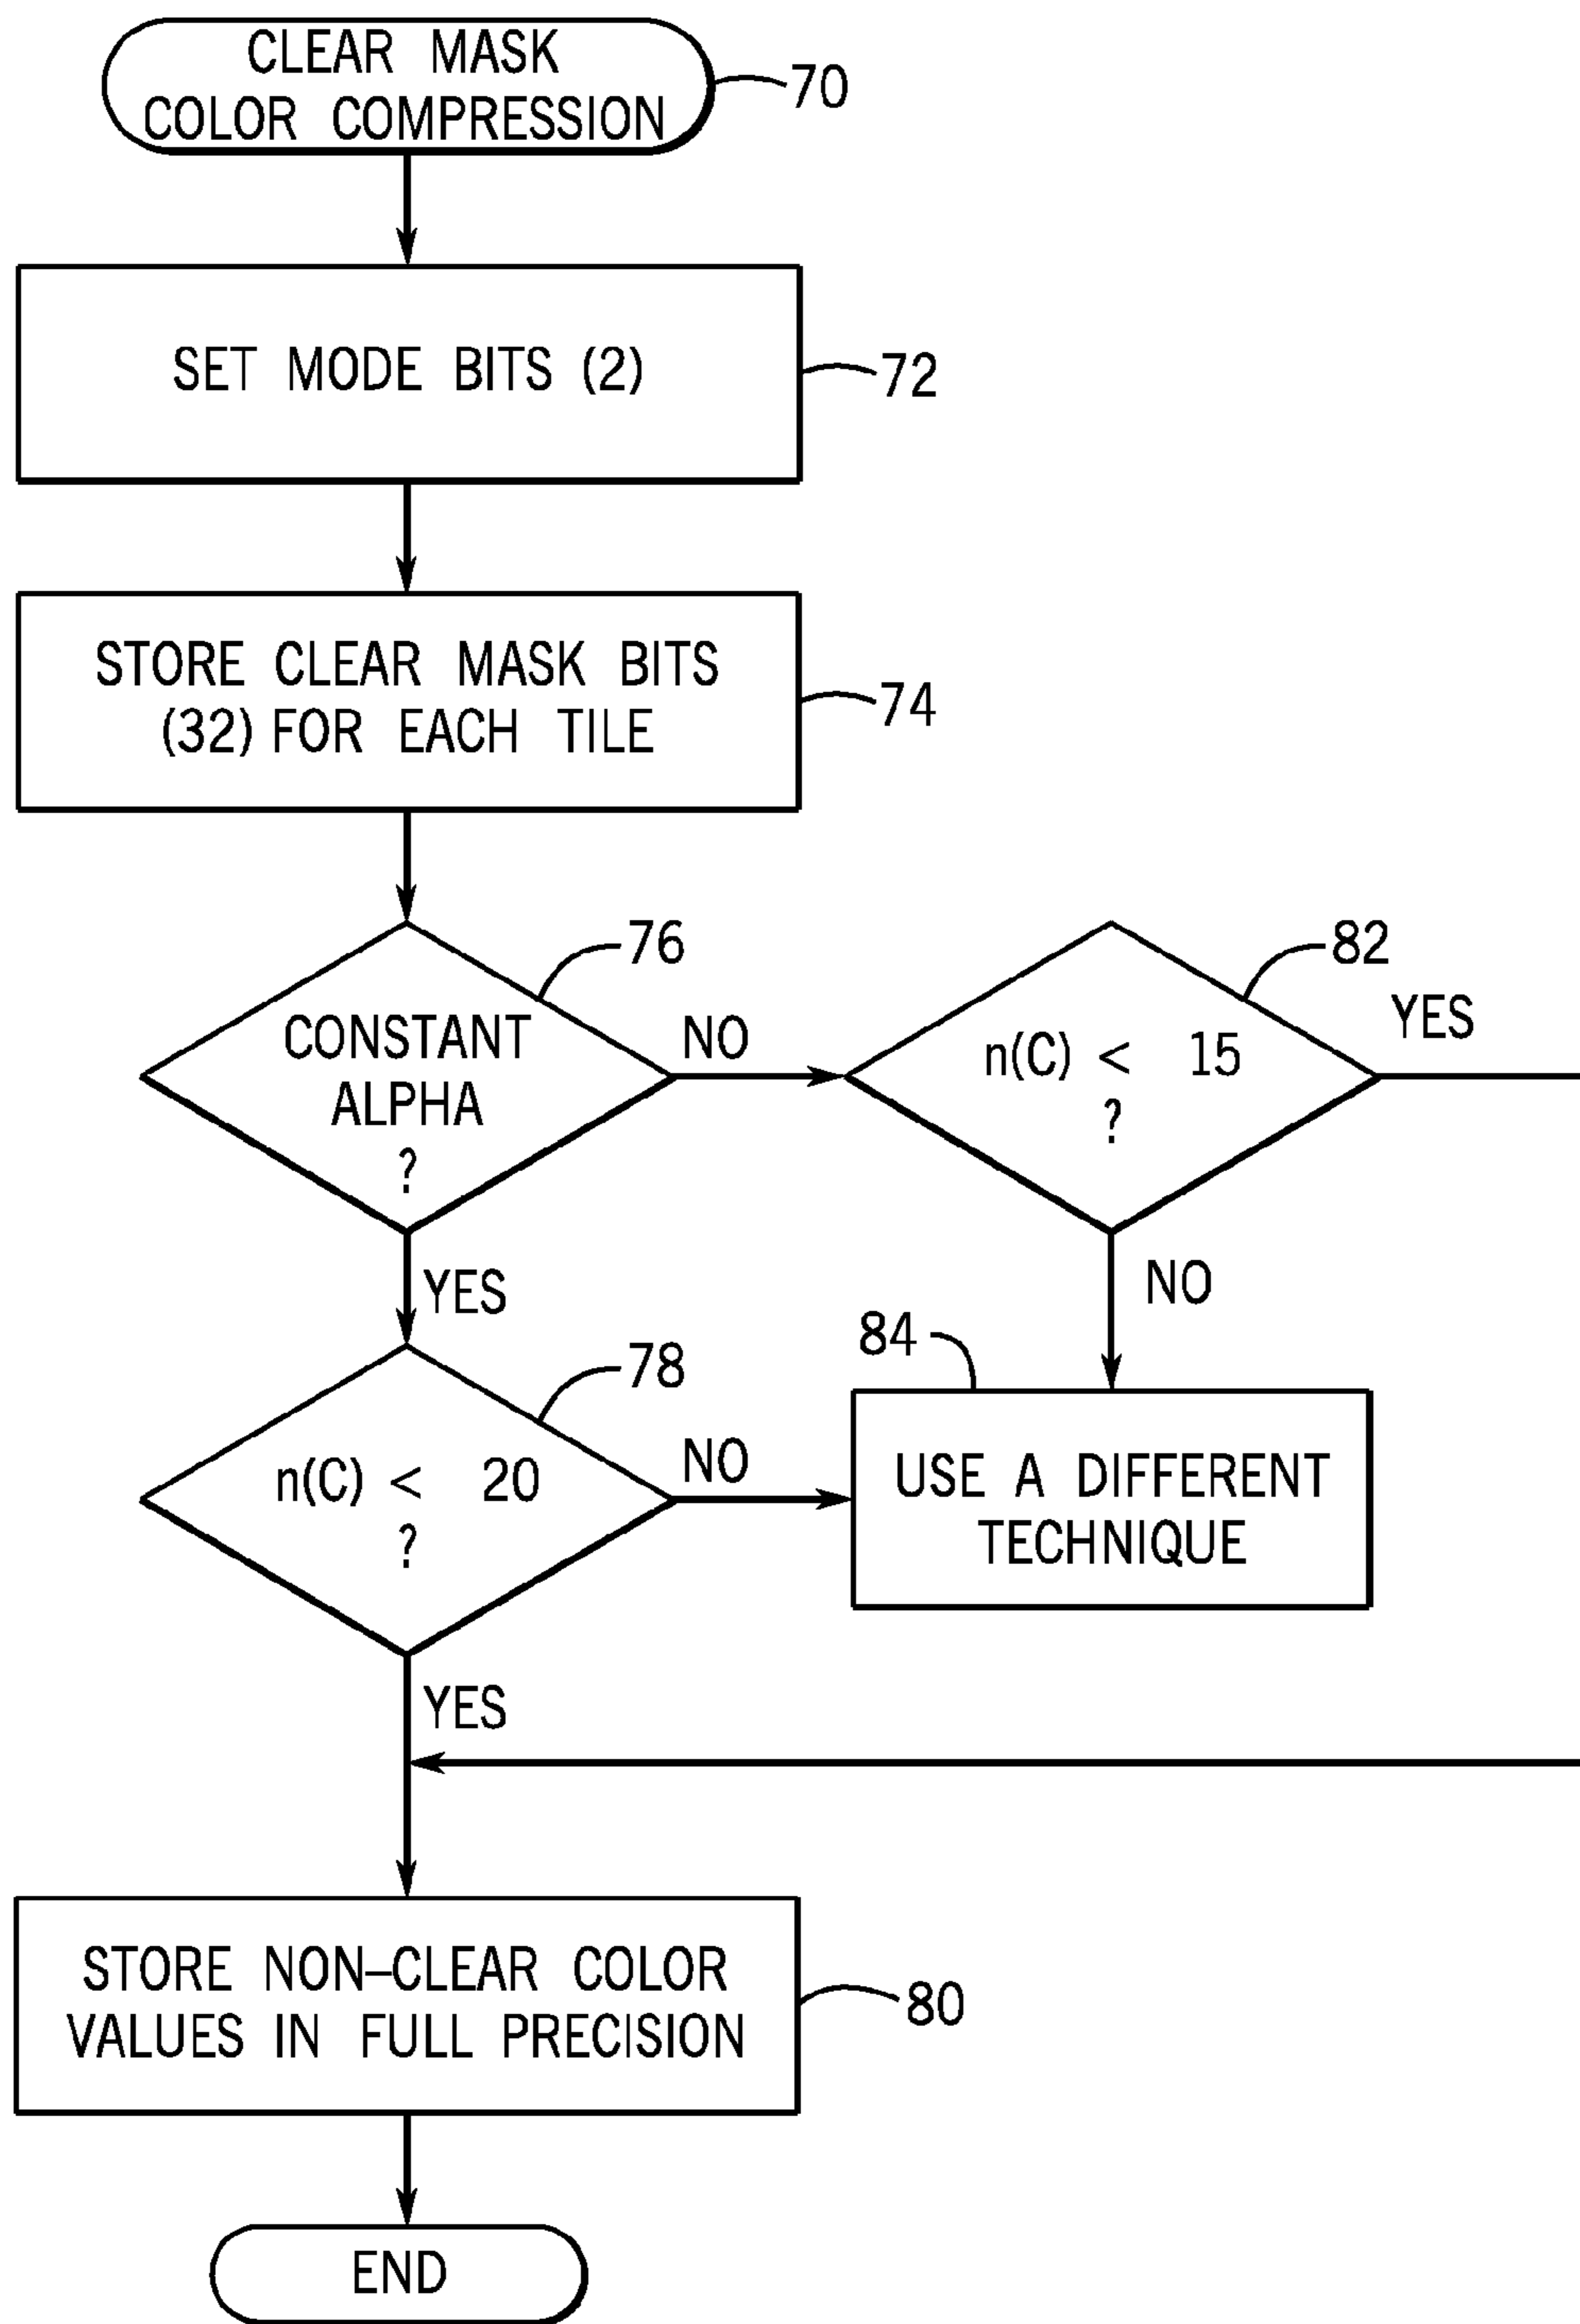 CLEAR MASK
COLOR COMPRESSION
70
SET MODE BITS (2)
72
STORE CLEAR MASK BITS
(32) FOR EACH TILE
74
76
CONSTANT
ALPHA
?
NO
82
n(C) < 15
?
YES
YES
NO
78
n(C) < 20
?
NO
84
USE A DIFFERENT
TECHNIQUE
YES
STORE NON–CLEAR COLOR
VALUES IN FULL PRECISION
80
END